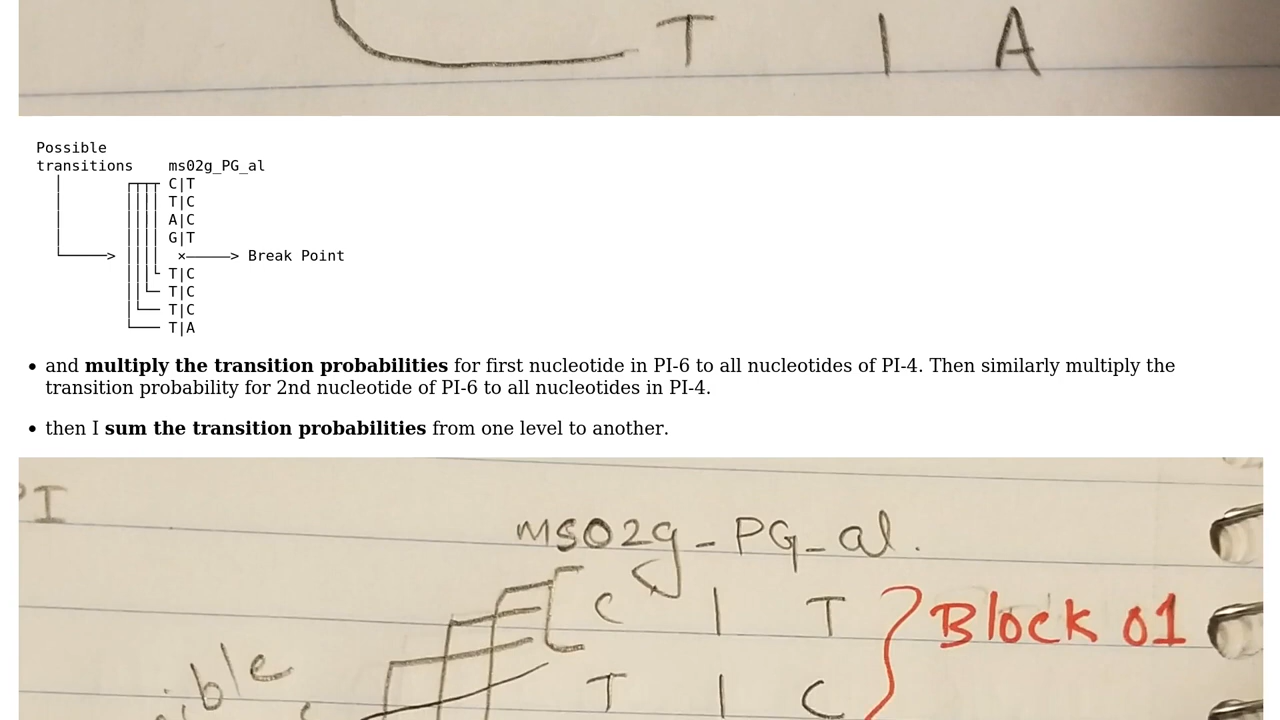 T | A
Possible
transitions ms02g_PG_al
C|T
T|C
A|C
G|T
×————> Break Point
T|C
T|C
T|C
T|A
• and multiply the transition probabilities for first nucleotide in PI-6 to all nucleotides of PI-4. Then similarly multiply the
transition probability for 2nd nucleotide of PI-6 to all nucleotides in PI-4.
• then I sum the transition probabilities from one level to another.
PI
ms02g_PG_al.
C | T Block 01
T | C